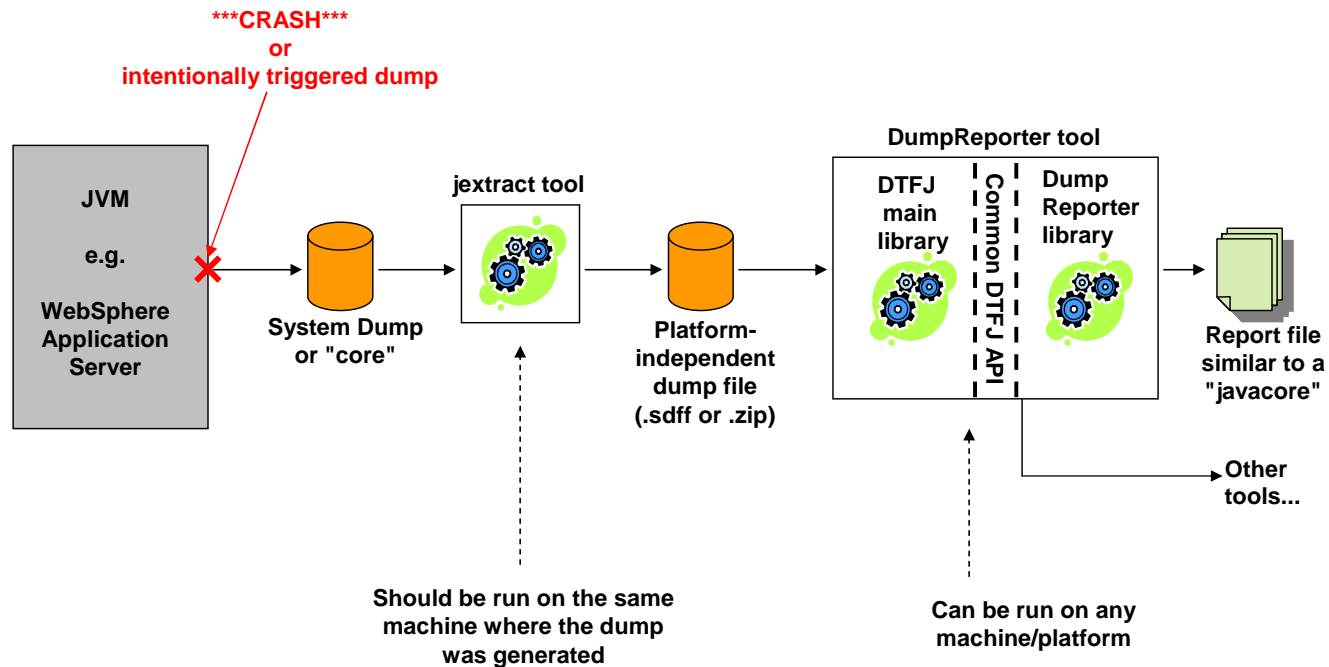 ***CRASH***
or
intentionally triggered dump
JVM
e.g.
WebSphere
Application
Server
System Dump
or "core"
jextract tool
Platform-
independent
dump file
(.sdff or .zip)
DumpReporter tool
DTFJ
main
library
Common DTFJ API
Dump
Reporter
library
Report file
similar to a
"javacore"
Other
tools...
Should be run on the same
machine where the dump
was generated
Can be run on any
machine/platform